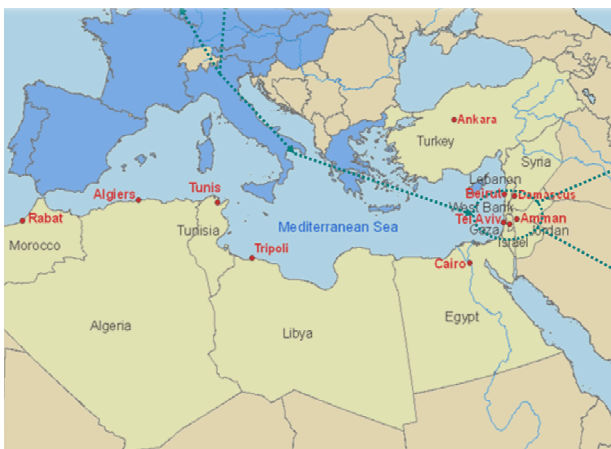 Ankara
Turkey
Syria
Lebanon
Beirut
Damascus
West Bank
Algiers
Tunis
Rabat
Tel Aviv
Amman
Tunisia
Mediterranean Sea
Gaza
Jordan
Morocco
Israel
Tripoli
Cairo
Egypt
Algeria
Libya